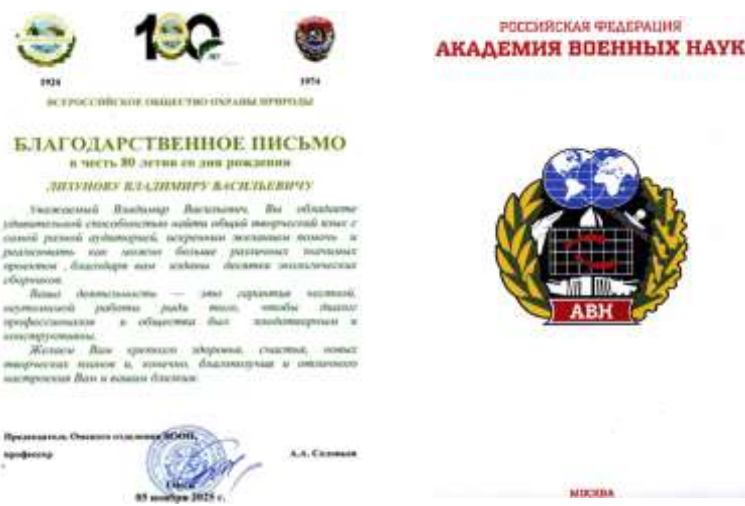 100 ЛЕТ
1924
1974
ВСЕРОССИЙСКОЕ ОБЩЕСТВО ОХРАНЫ ПРИРОДЫ
БЛАГОДАРСТВЕННОЕ ПИСЬМО
в честь 80 летия со дня рождения
ЛИЗУНОВУ ВЛАДИМИРУ ВАСИЛЬЕВИЧУ
Уважаемый Владимир Васильевич, Вы обладаете
удивительной способностью найти общий творческий язык с
самой разной аудиторией, искренним желанием помочь и
реализовать как можно больше различных значимых
проектов , благодаря вам изданы десятки экологических
сборников.
Ваша деятельность — это гарантия честной,
неутомимой работы ради того, чтобы диалог
профессионалов и общества был плодотворным и
конструктивным.
Желаем Вам крепкого здоровья, счастья, новых
творческих планов и, конечно, благополучия и отличного
настроения Вам и вашим близким.
Председатель Омского отделения ВООП,
профессор
А.А. Соловьев
Омск
05 ноября 2025 г.
РОССИЙСКАЯ ФЕДЕРАЦИЯ
АКАДЕМИЯ ВОЕННЫХ НАУК
АВН
МОСКВА